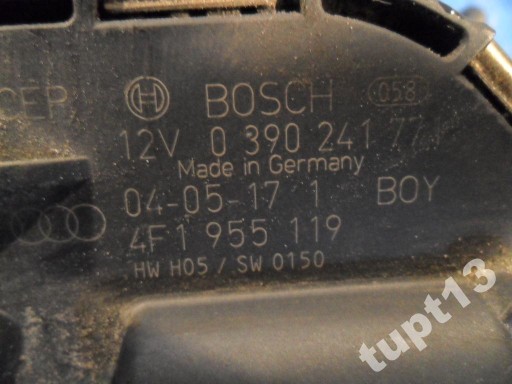 CEP BOSCH 058
12V 0 390 241 77
Made in Germany
04-05-17 1 BOY
4F1 955 119
HW H05 / SW 0150
tupt13